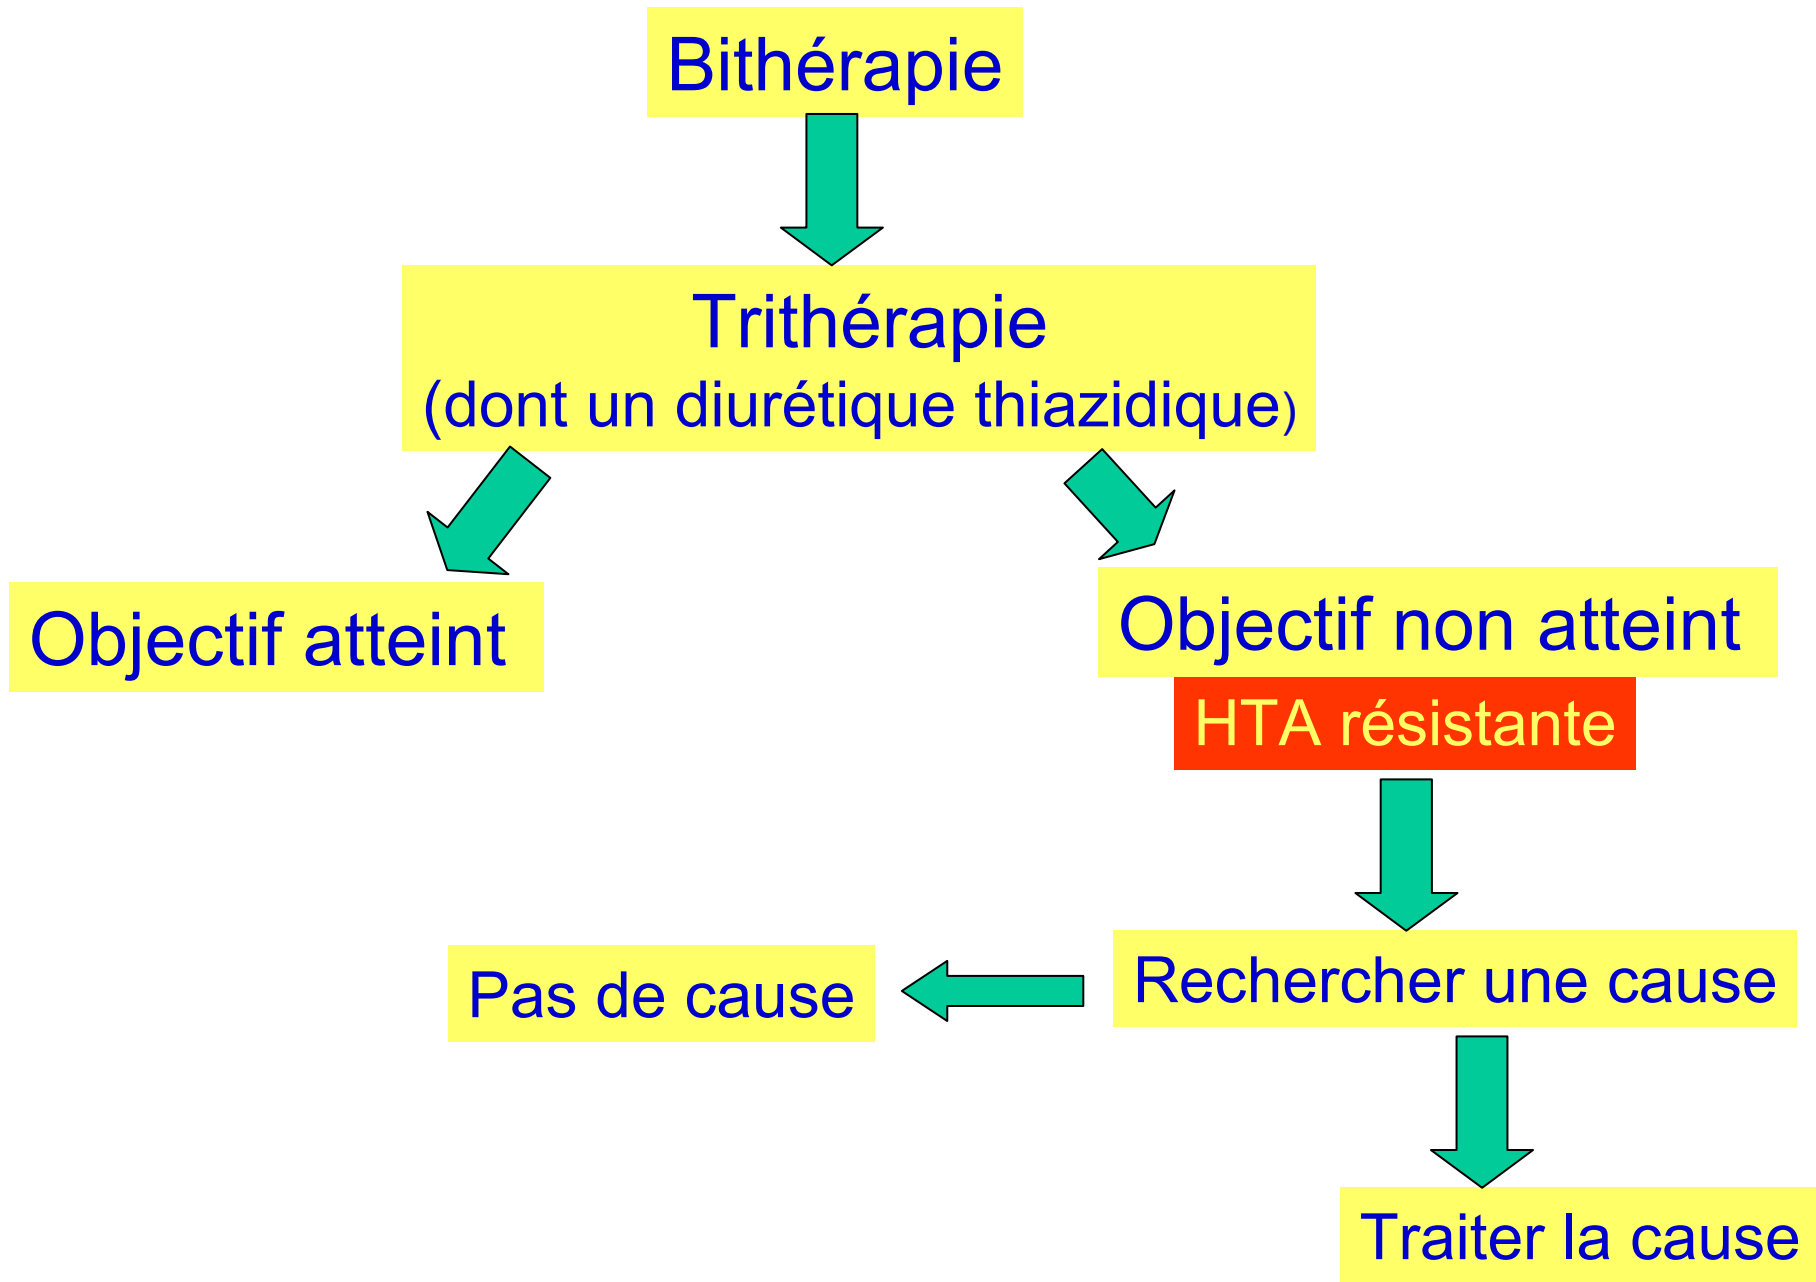 Bithérapie
Trithérapie
(dont un diurétique thiazidique)
Objectif atteint
Objectif non atteint
HTA résistante
Pas de cause
Rechercher une cause
Traiter la cause